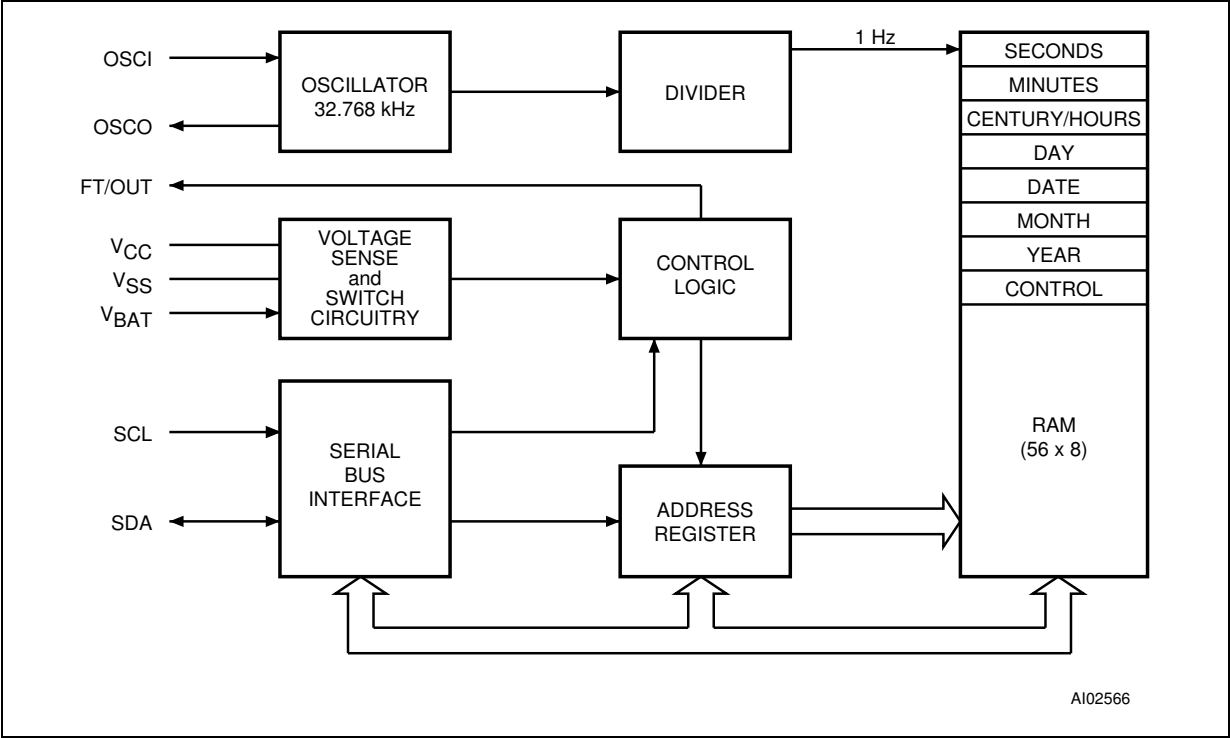 OSCI
OSCO
FT/OUT
VCC
VSS
VBAT
SCL
SDA
OSCILLATOR
32.768 kHz
VOLTAGE
SENSE
and
SWITCH
CIRCUITRY
SERIAL
BUS
INTERFACE
DIVIDER
CONTROL
LOGIC
ADDRESS
REGISTER
1 Hz
SECONDS
MINUTES
CENTURY/HOURS
DAY
DATE
MONTH
YEAR
CONTROL
RAM
(56 x 8)
AI02566